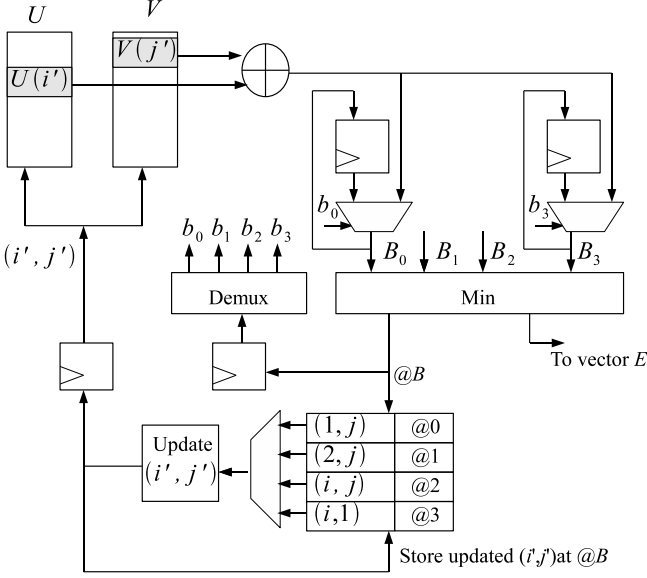 U V
V(j')
U(i')
b₀ b₃
(i', j') b₀ b₁ b₂ b₃ B₀ B₁ B₂ B₃
Demux Min
To vector E
@B
(1, j) @0
Update (2, j) @1
(i', j') (i, j) @2
(i,1) @3
Store updated (i',j')at @B